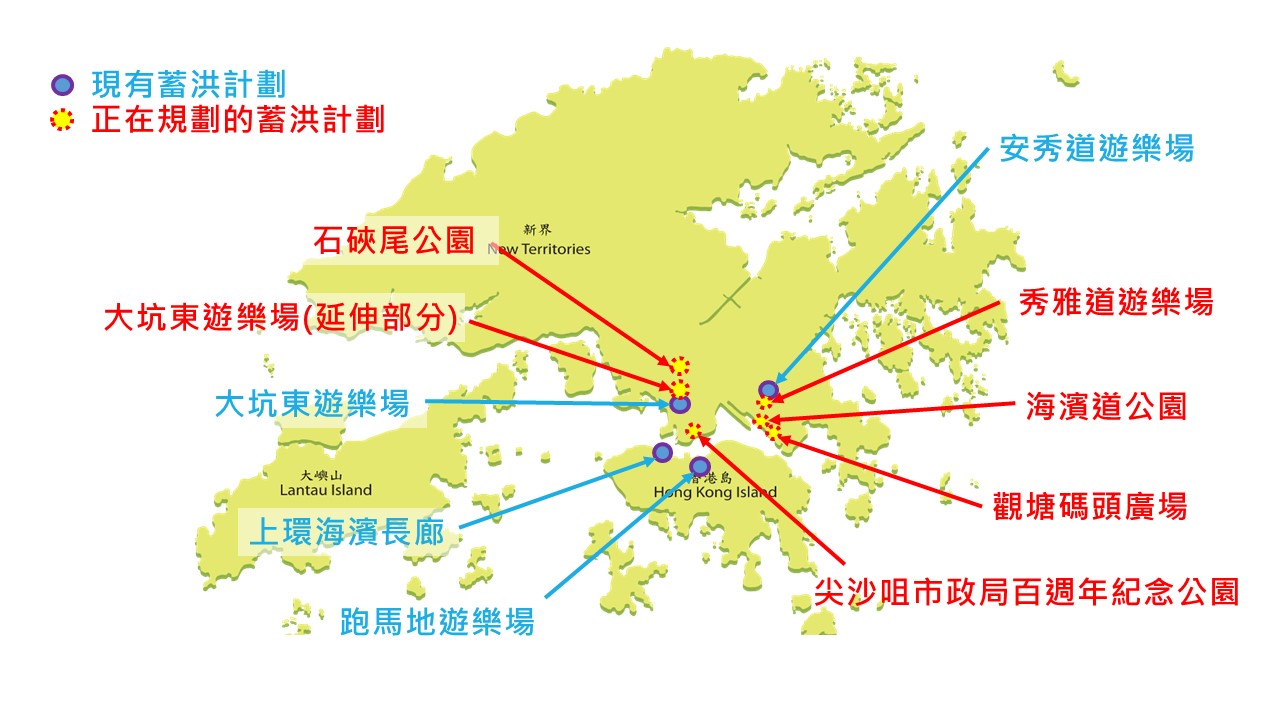 現有蓄洪計劃
正在規劃的蓄洪計劃
安秀道遊樂場
石硤尾公園
新界
New Territories
大坑東遊樂場(延伸部分)
秀雅道遊樂場
大坑東遊樂場
海濱道公園
大嶼山
Lantau Island
香港島
Hong Kong Island
觀塘碼頭廣場
上環海濱長廊
尖沙咀市政局百週年紀念公園
跑馬地遊樂場